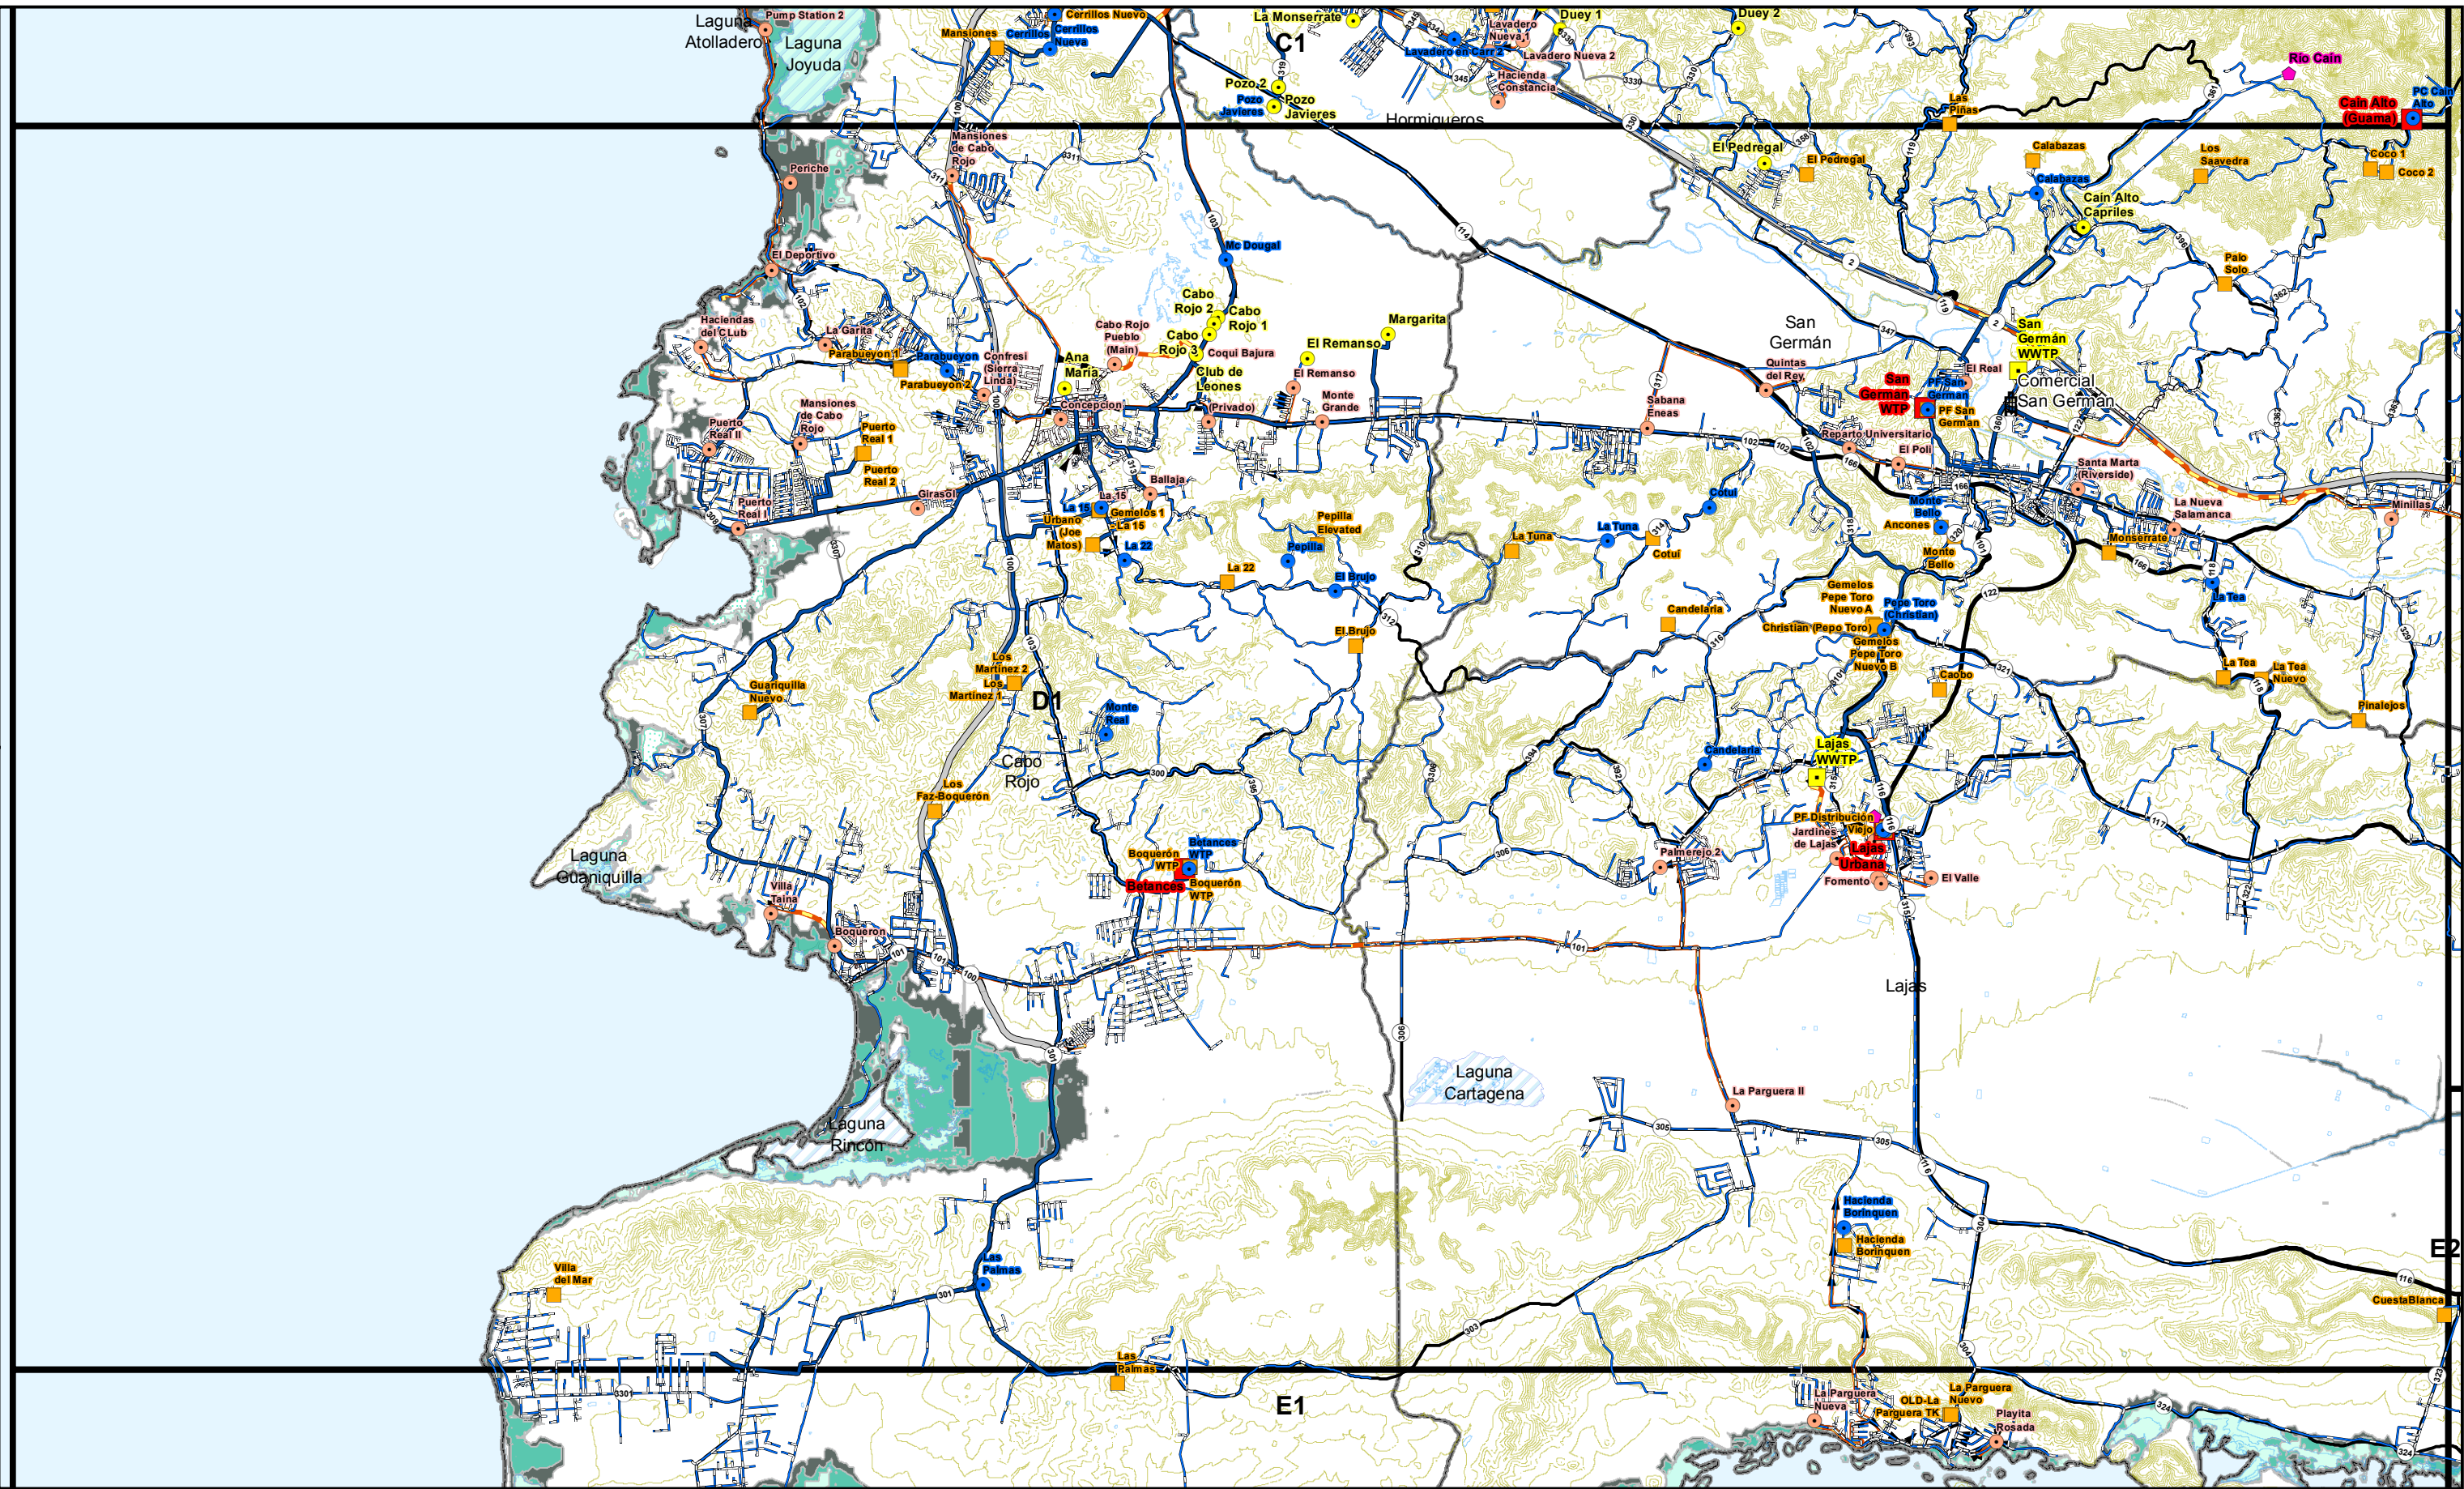 Laguna
Atolladero
Pump Station 2
Laguna
Joyuda
Mansiones
Cerrillos Nuevo
Cerrillos
Cerrillos
Nueva
La Monserrate
C1
Lavadero
Nueva 1
Lavadero en Carr 2
Lavadero Nueva 2
Duey 1
Duey 2
Hacienda
Constancia
Pozo 2
Pozo
Javieres
Pozo
Javieres
Hormigueros
Rio Cain
Cain Alto
(Guama)
PC Cain
Alto
Las
Piñas
Mansiones
de Cabo
Rojo
Periche
El Pedregal
El Pedregal
Calabazas
Calabazas
Los
Saavedra
Coco 1
Coco 2
Cain Alto
Capriles
Palo
Solo
El Deportivo
Mc Dougal
Haciendas
del CLub
La Garita
Parabueyon 1
Parabueyon
Parabueyon 2
Confresi
(Sierra
Linda)
Ana
Maria
Cabo Rojo
Pueblo
(Main)
Cabo
Rojo 2
Cabo
Rojo 1
Cabo
Rojo 3
Coqui Bajura
Club de
Leones
El Remanso
El Remanso
Margarita
Monte
Grande
(Privado)
Concepcion
San
Germán
Quintas
del Rey
Sabana
Eneas
San
German
WTP
PF San
German
PF San
German
El Real
San
Germán
WWTP
Comercial
San Germán
Reparto Universitario
El Poli
Santa Marta
(Riverside)
La Nueva
Salamanca
Minillas
Puerto
Real II
Mansiones
de Cabo
Rojo
Puerto
Real 1
Puerto
Real 2
Puerto
Real I
Girasol
Ballaja
La 15
La 15
Gemelos 1
La 15
Urbano
(Joe
Matos)
La 22
La 22
Pepilla
Elevated
Pepilla
El Brujo
El Brujo
La Tuna
La Tuna
Cotui
Cotui
Monte
Bello
Ancones
Monte
Bello
Monserrate
La Tea
Gemelos
Pepe Toro
Nuevo A
Pepe Toro
(Christian)
Christian (Pepo Toro)
Gemelos
Pepe Toro
Nuevo B
Candelaria
Candelaria
Caobo
La Tea
La Tea
Nuevo
Pinalejos
Los
Martinez 2
Los
Martinez 1
Guariquilla
Nuevo
D1
Monte
Real
Cabo
Rojo
Los
Faz-Boquerón
Lajas
WWTP
PF Distribución
Viejo
Jardines
de Lajas
Lajas
Urbana
Fomento
El Valle
Palmerejo 2
Laguna
Guaniquilla
Villa
Taina
Boqueron
Boquerón
WTP
Betances
WTP
Betances
Boquerón
WTP
Lajas
Laguna
Cartagena
Laguna
Rincón
La Parguera II
Hacienda
Borinquen
Hacienda
Borinquen
E2
CuestaBlanca
Villa
del Mar
Las
Palmas
Las
Palmas
E1
La Parguera
Nueva
OLD-La
Parguera TK
La Parguera
Nuevo
Playita
Rosada